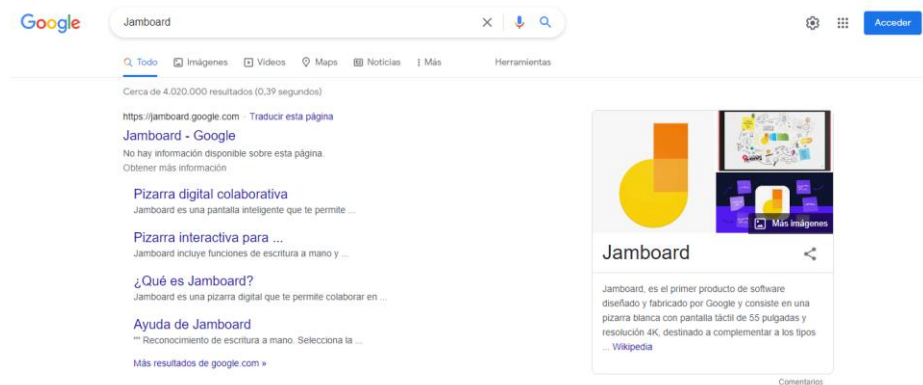 Google
Jamboard
Acceder
Todo Imágenes Vídeos Maps Noticias Más Herramientas
Cerca de 4.020.000 resultados (0,39 segundos)
https://jamboard.google.com Traducir esta página
Jamboard - Google
No hay información disponible sobre esta página.
Obtener más información
Pizarra digital colaborativa
Jamboard es una pantalla inteligente que te permite ...
Pizarra interactiva para ...
Jamboard incluye funciones de escritura a mano y ...
¿Qué es Jamboard?
Jamboard es una pizarra digital que te permite colaborar en ...
Ayuda de Jamboard
"" Reconocimiento de escritura a mano. Selecciona la ...
Más resultados de google.com »
Más imágenes
Jamboard
Jamboard, es el primer producto de software
diseñado y fabricado por Google y consiste en una
pizarra blanca con pantalla táctil de 55 pulgadas y
resolución 4K, destinado a complementar a los tipos
... Wikipedia
Comentarios